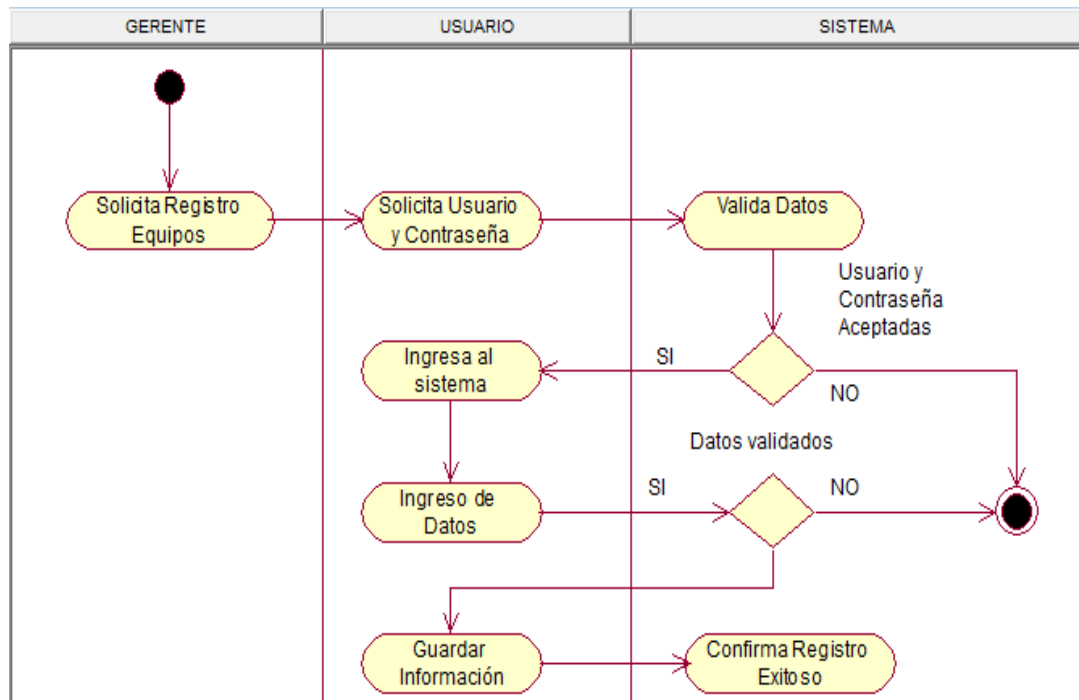 GERENTE
USUARIO
SISTEMA
Solicita Registro
Equipos
Solicita Usuario
y Contraseña
Valida Datos
Usuario y
Contraseña
Aceptadas
Ingresa al
sistema
SI
NO
Datos validados
Ingreso de
Datos
SI
NO
Guardar
Información
Confirma Registro
Exitoso